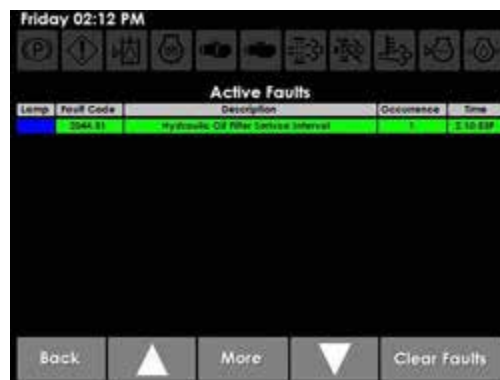 Friday 02:12 PM
Active Faults
Lamp Fault Code Description Occurrence Time
Hydraulic Oil Filter Service Interval 1
Back More Clear Faults